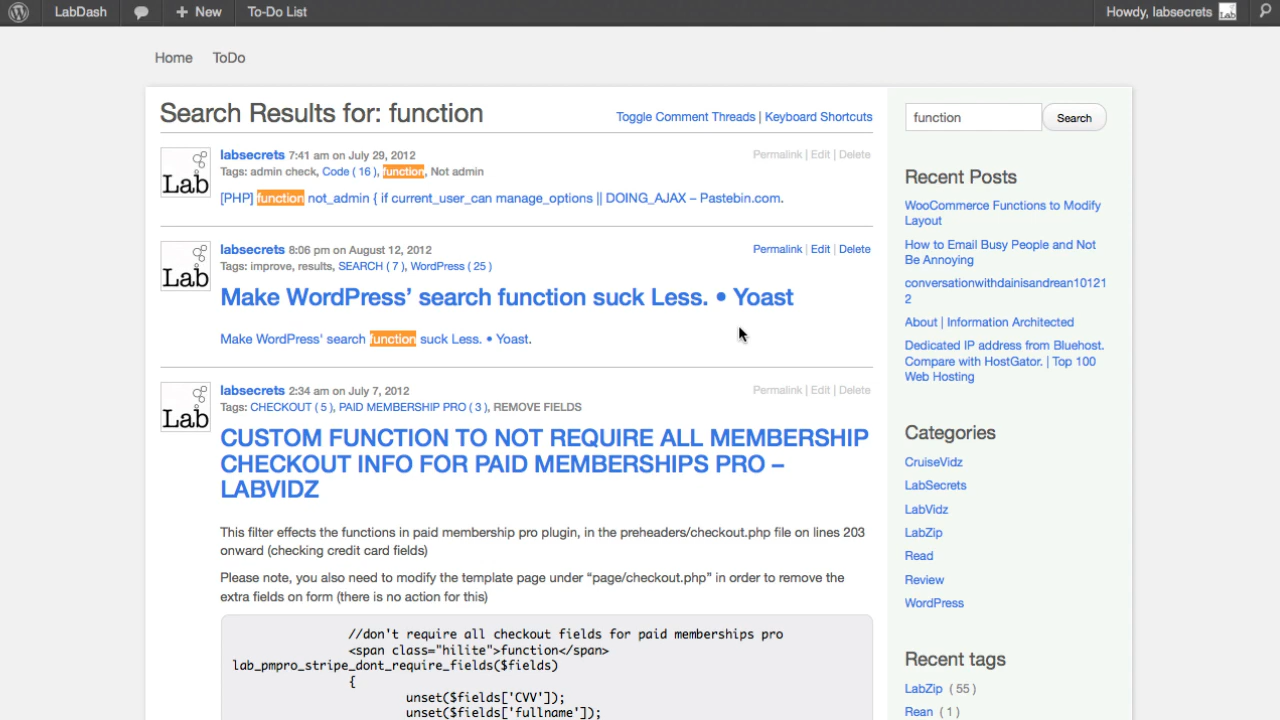 LabDash
New
To-Do List
Howdy, labsecrets
Lab
Home
ToDo
Search Results for: function
Toggle Comment Threads | Keyboard Shortcuts
Lab
labsecrets 7:41 am on July 29, 2012
Permalink | Edit | Delete
Tags: admin check, Code ( 16 ), function, Not admin
[PHP] function not_admin { if current_user_can manage_options || DOING_AJAX – Pastebin.com.
Lab
labsecrets 8:06 pm on August 12, 2012
Permalink | Edit | Delete
Tags: improve, results, SEARCH ( 7 ), WordPress ( 25 )
Make WordPress’ search function suck Less. • Yoast
Make WordPress’ search function suck Less. • Yoast.
Lab
labsecrets 2:34 am on July 7, 2012
Permalink | Edit | Delete
Tags: CHECKOUT ( 5 ), PAID MEMBERSHIP PRO ( 3 ), REMOVE FIELDS
CUSTOM FUNCTION TO NOT REQUIRE ALL MEMBERSHIP
CHECKOUT INFO FOR PAID MEMBERSHIPS PRO –
LABVIDZ
This filter effects the functions in paid membership pro plugin, in the preheaders/checkout.php file on lines 203
onward (checking credit card fields)
Please note, you also need to modify the template page under “page/checkout.php” in order to remove the
extra fields on form (there is no action for this)
//don't require all checkout fields for paid memberships pro
<span class="hilite">function</span>
lab_pmpro_stripe_dont_require_fields($fields)
{
unset($fields['CVV']);
unset($fields['fullname']);
function
Search
Recent Posts
WooCommerce Functions to Modify
Layout
How to Email Busy People and Not
Be Annoying
conversationwithdainisandrean10121
2
About | Information Architected
Dedicated IP address from Bluehost.
Compare with HostGator. | Top 100
Web Hosting
Categories
CruiseVidz
LabSecrets
LabVidz
LabZip
Read
Review
WordPress
Recent tags
LabZip ( 55 )
Rean ( 1 )